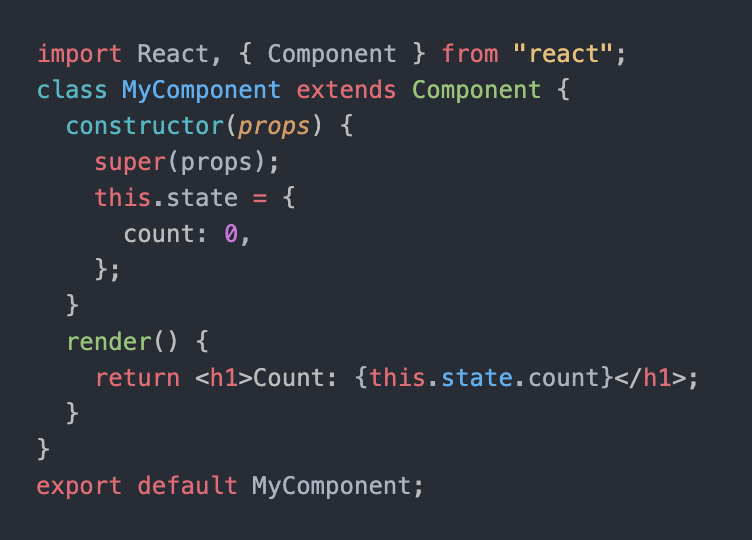 import React, { Component } from "react";
class MyComponent extends Component {
  constructor(props) {
    super(props);
    this.state = {
      count: 0,
    };
  }
  render() {
    return <h1>Count: {this.state.count}</h1>;
  }
}
export default MyComponent;